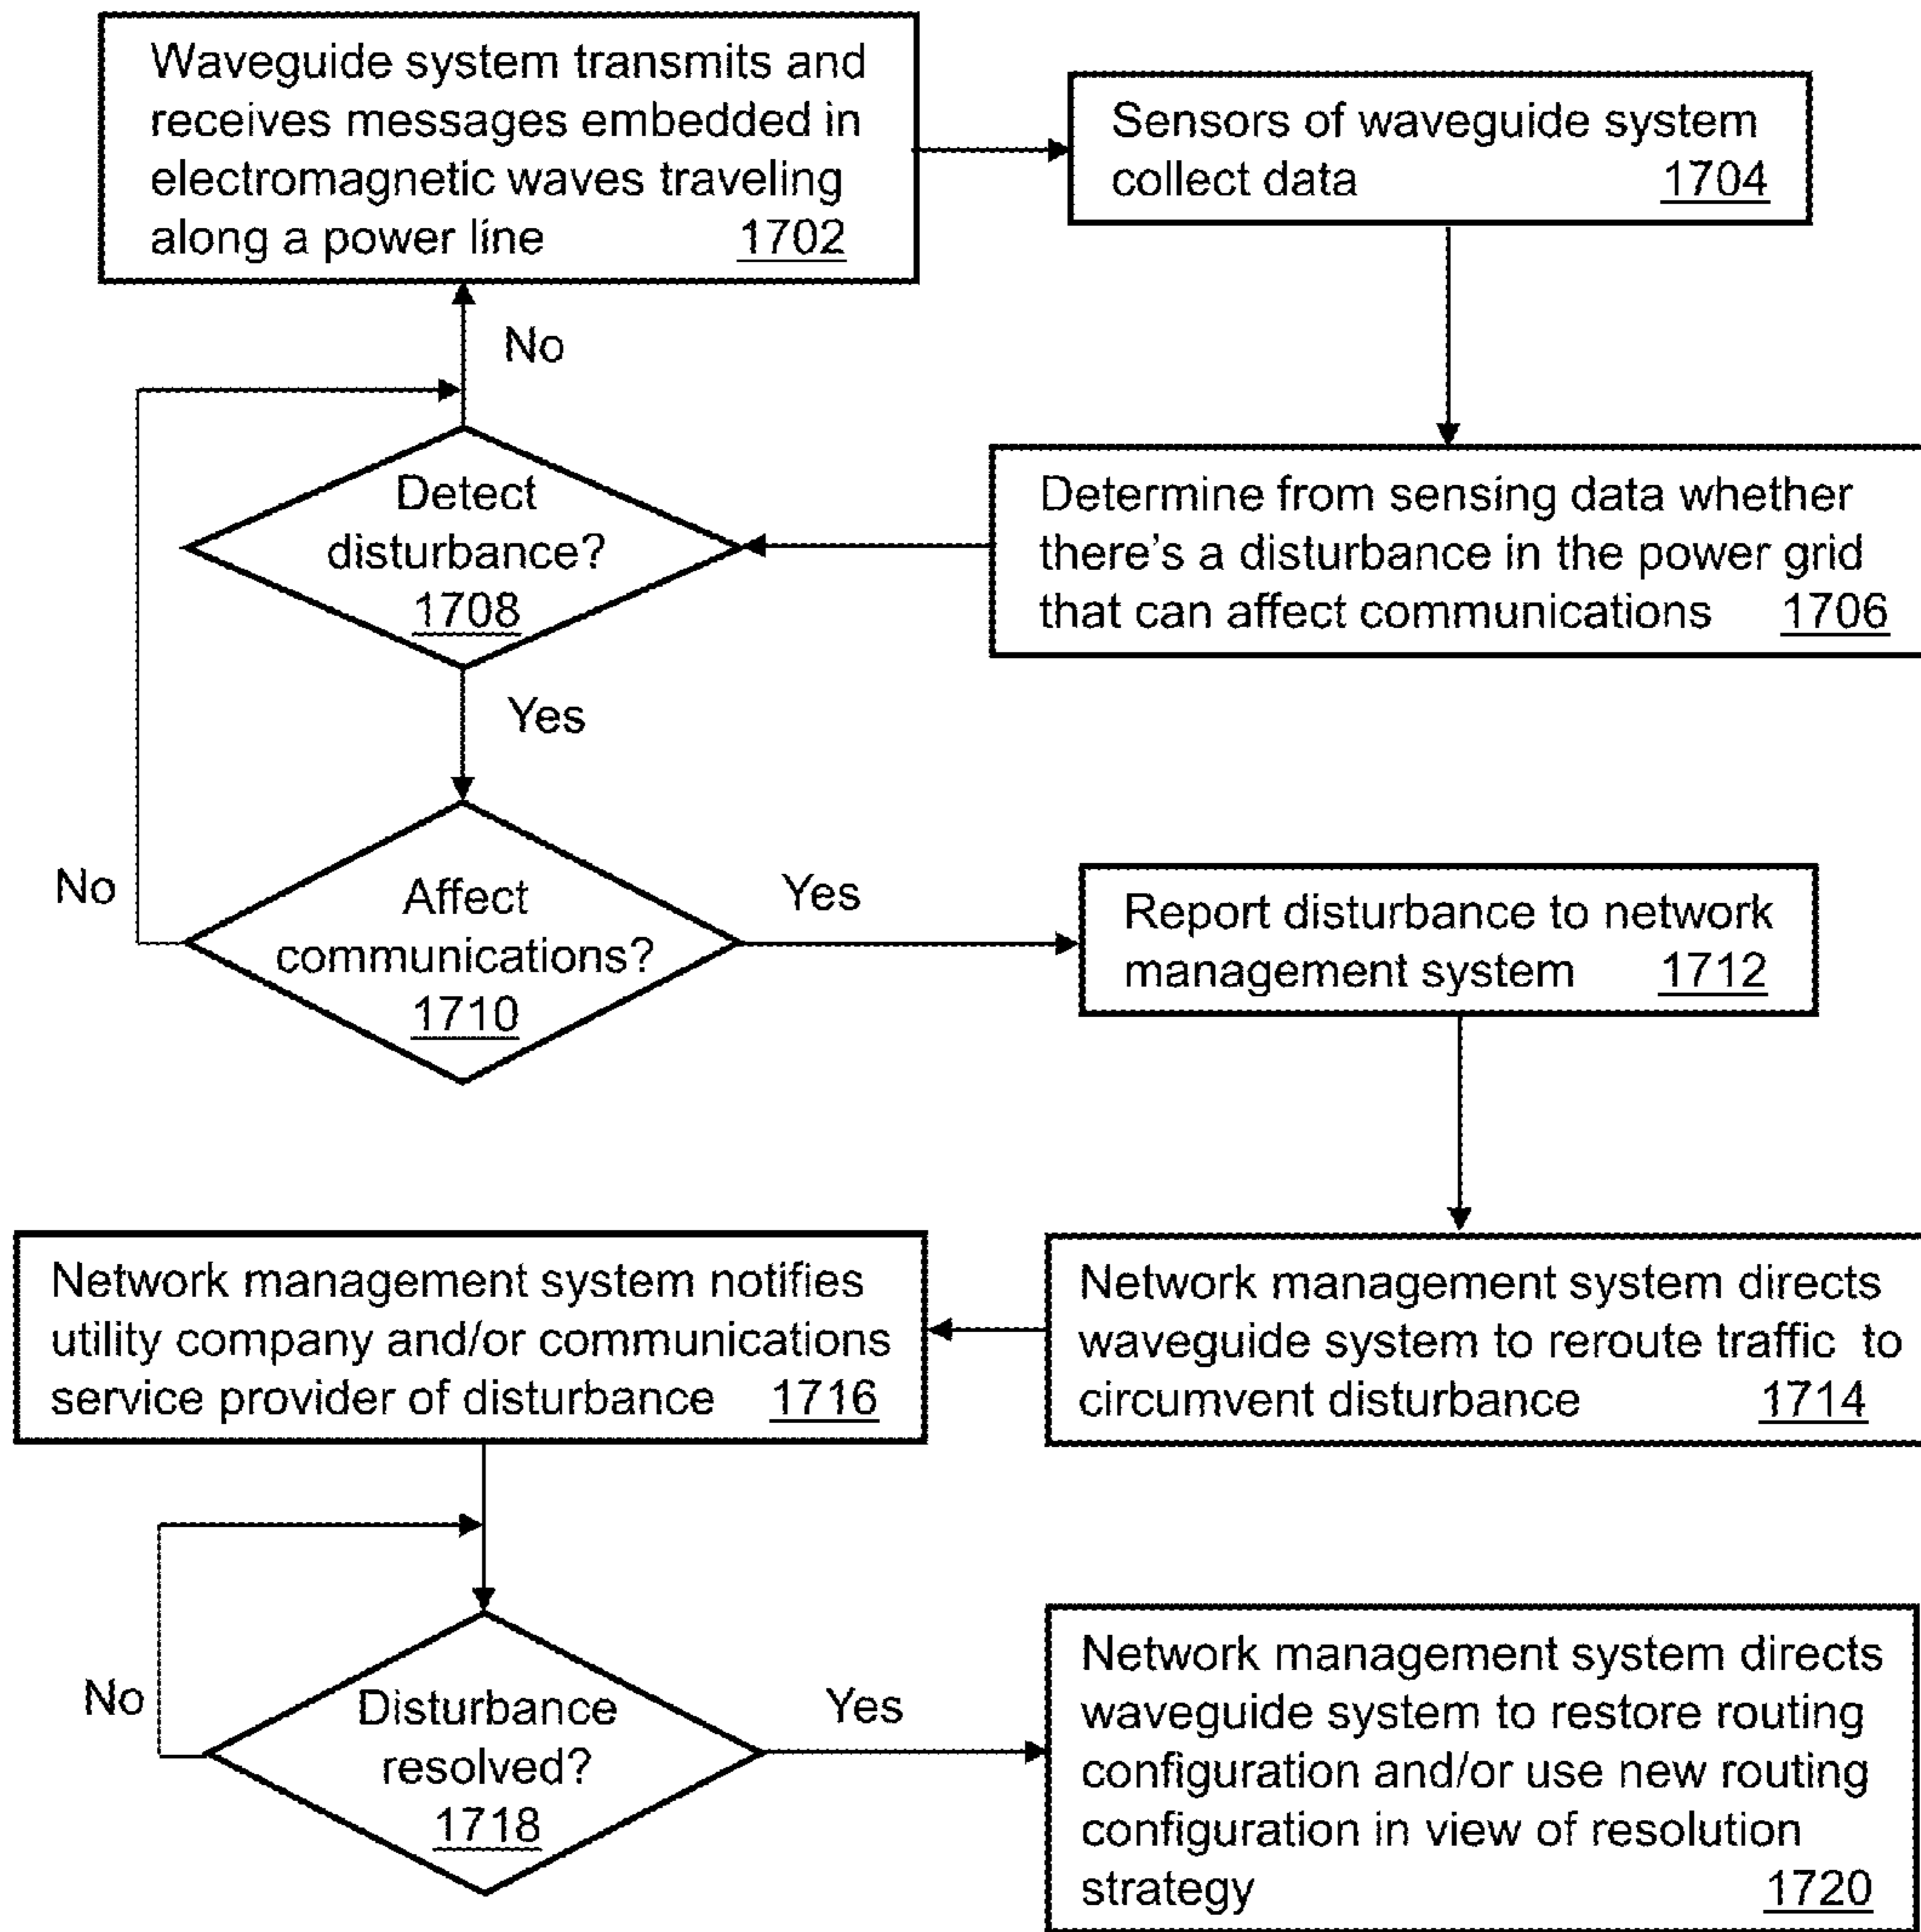 Waveguide system transmits and
receives messages embedded in
electromagnetic waves traveling
along a power line 1702
Sensors of waveguide system
collect data 1704
No
Detect
disturbance?
1708
Determine from sensing data whether
there's a disturbance in the power grid
that can affect communications 1706
Yes
No
Affect
communications?
1710
Yes
Report disturbance to network
management system 1712
Network management system notifies
utility company and/or communications
service provider of disturbance 1716
Network management system directs
waveguide system to reroute traffic to
circumvent disturbance 1714
No
Disturbance
resolved?
1718
Yes
Network management system directs
waveguide system to restore routing
configuration and/or use new routing
configuration in view of resolution
strategy 1720